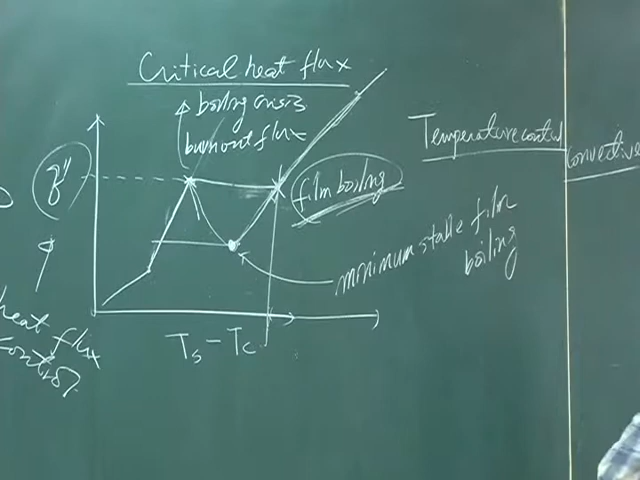 Critical heat flux
boiling crisis
burnout flux
q"
film boiling
minimum stable film
boiling
Ts - Tc
heat flux
control
Temperature control
Convective